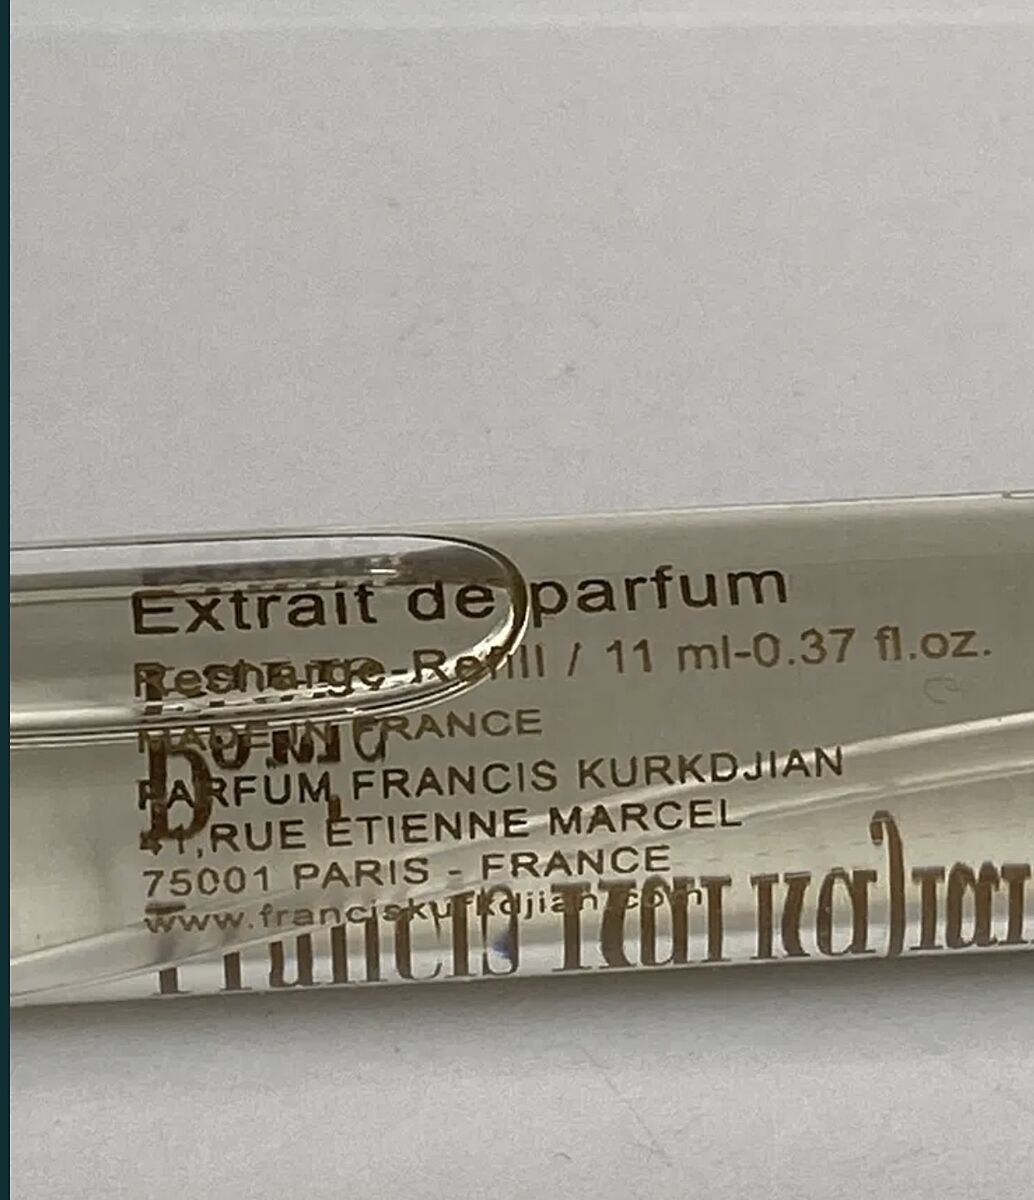 Extrait de parfum
Reshange-Refill / 11 ml-0.37 fl.oz.
MADE IN FRANCE
PARFUM FRANCIS KURKDJIAN
41,RUE ETIENNE MARCEL
75001 PARIS - FRANCE
www.franciskurkdjian.com
Francis Kurkdjian